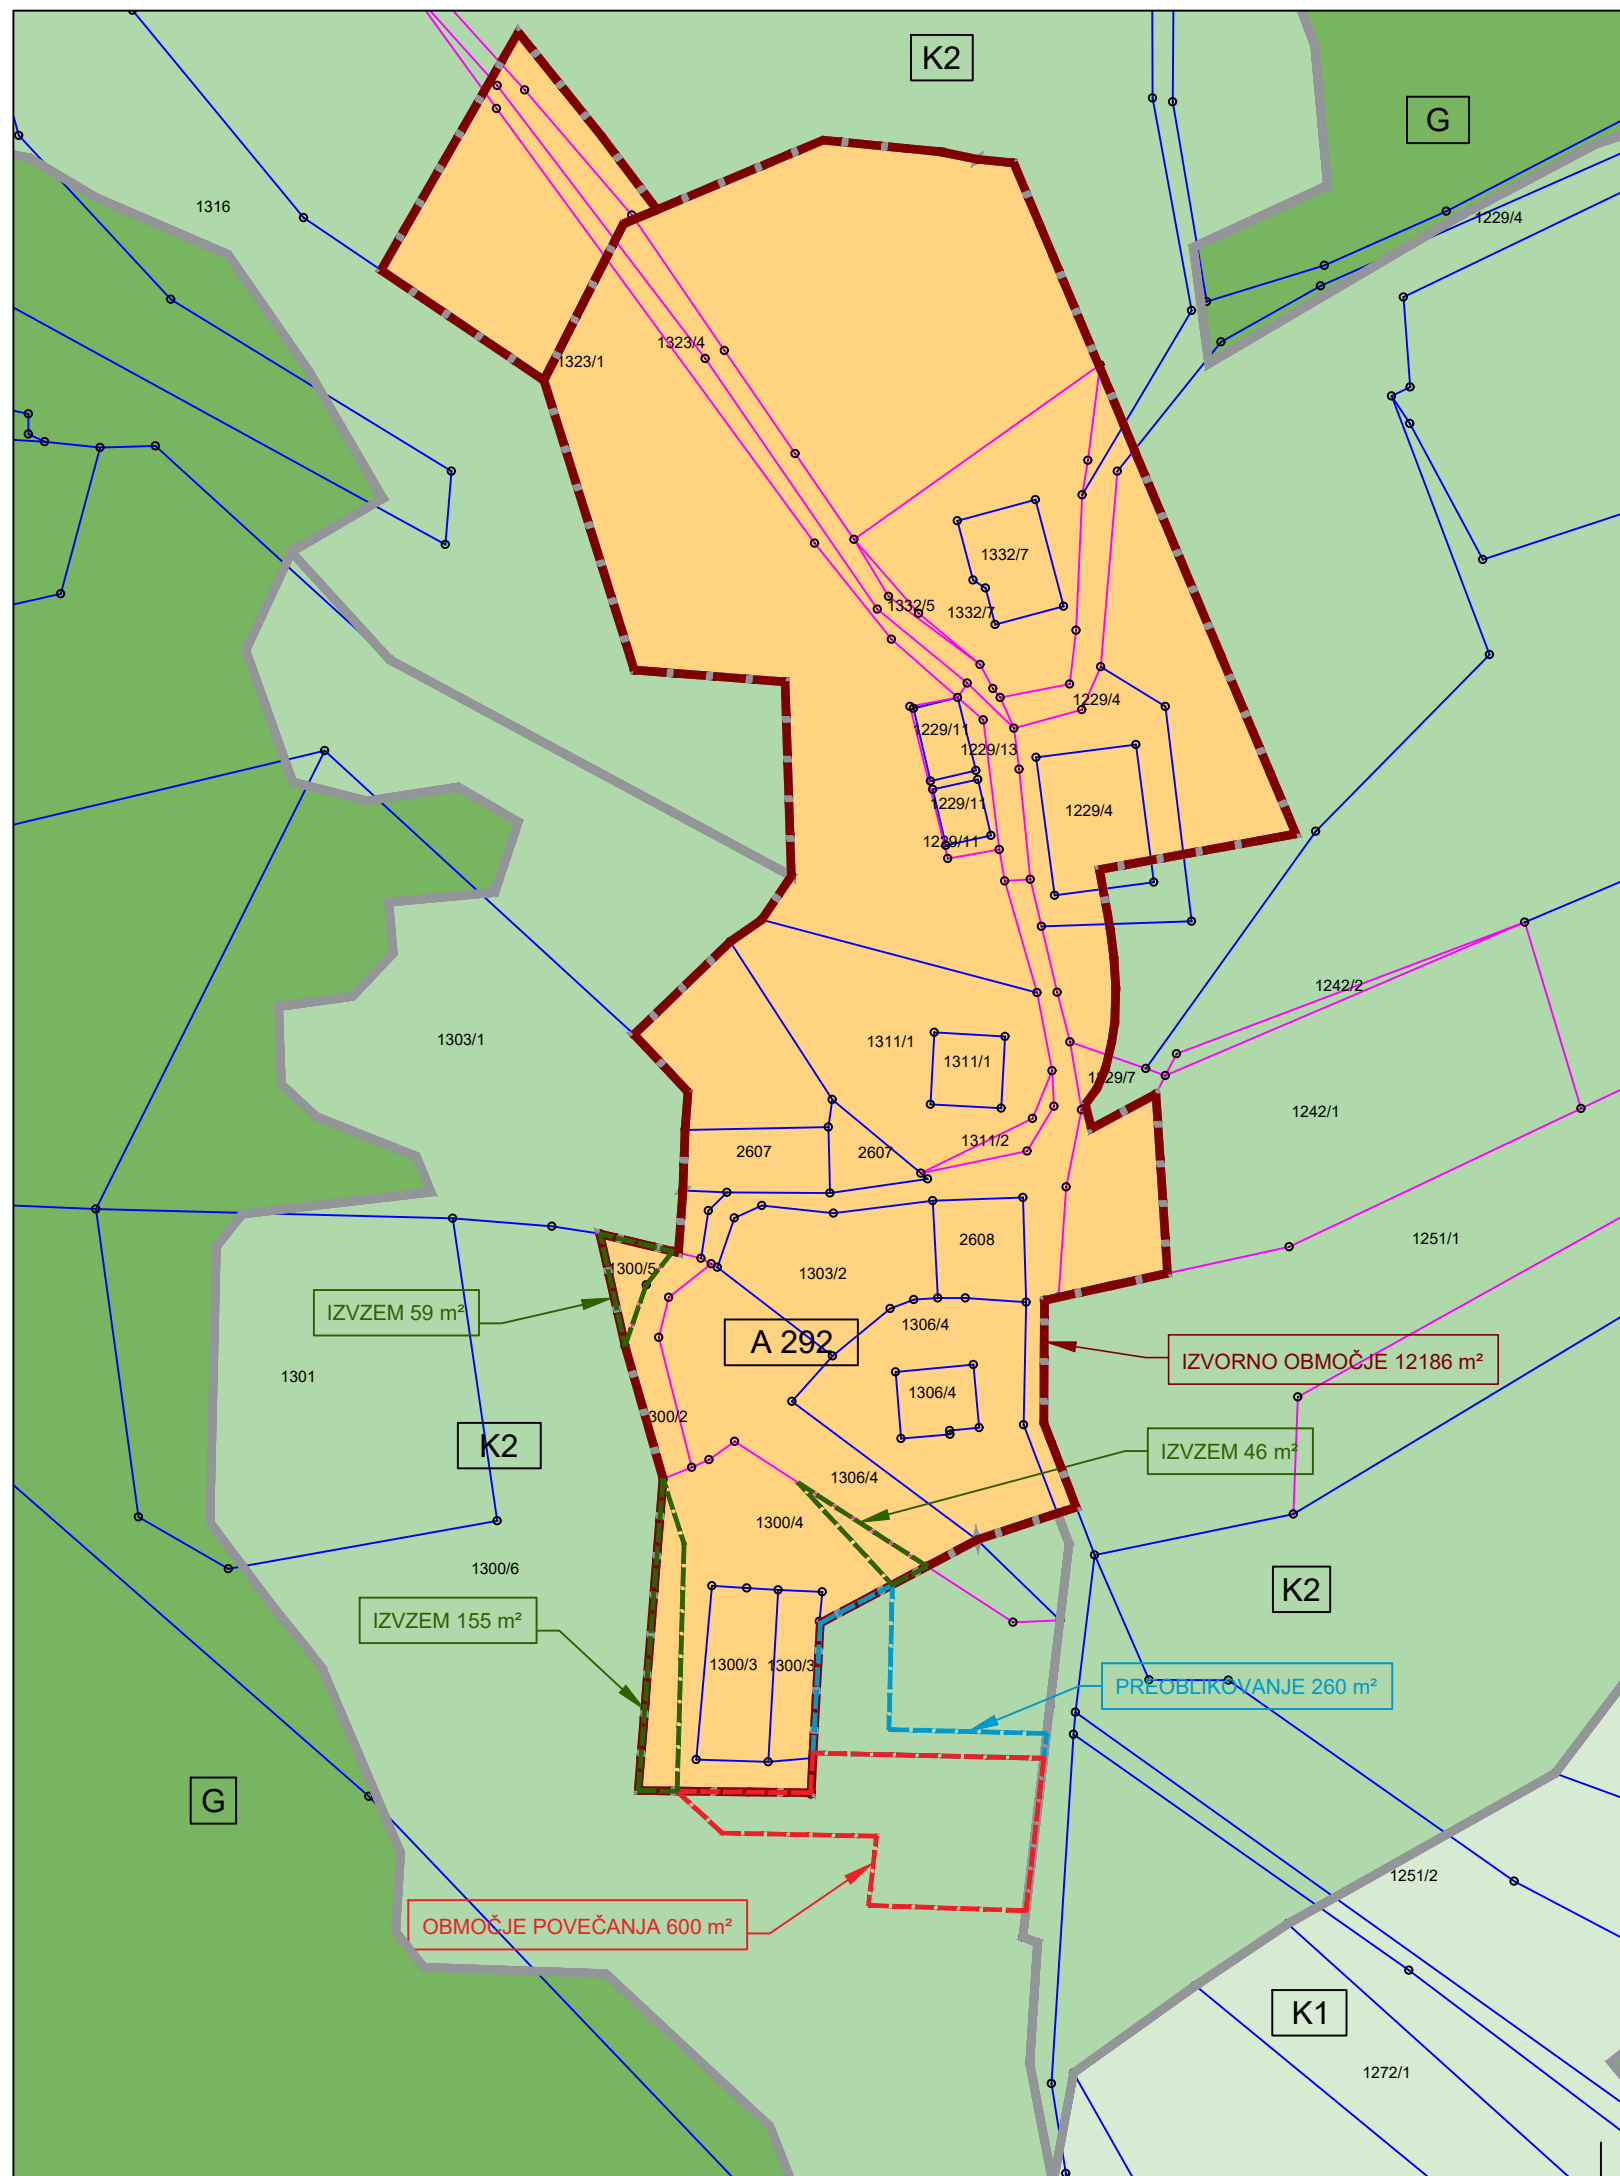 K2
G
1316
1229/4
1323/1
1323/4
1332/7
1332/5
1332/7
1229/4
1229/11
1229/13
1229/11
1229/4
1229/11
1242/2
1303/1
1311/1
1311/1
1229/7
1242/1
1311/2
2607
2607
1251/1
2608
1300/5
1303/2
IZVZEM 59 m²
1306/4
A 292
IZVORNO OBMOČJE 12186 m²
1301
1306/4
300/2
K2
IZVZEM 46 m²
1306/4
1300/4
1300/6
K2
IZVZEM 155 m²
1300/3
1300/3
PREOBLIKOVANJE 260 m²
G
1251/2
OBMOČJE POVEČANJA 600 m²
K1
1272/1